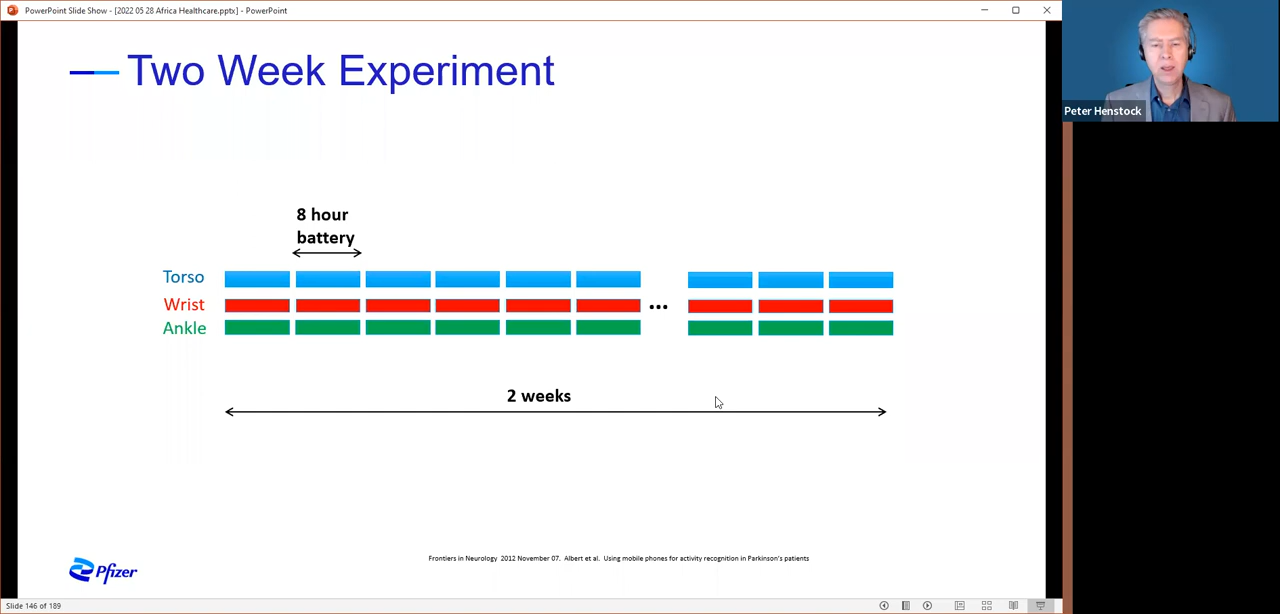 PowerPoint Slide Show - [2022 05 28 Africa Healthcare.pptx] - PowerPoint
Two Week Experiment
Peter Henstock
8 hour
battery
Torso
Wrist
Ankle
...
2 weeks
Frontiers in Neurology 2012 November 07. Albert et al. Using mobile phones for activity recognition in Parkinson's patients
Pfizer
Slide 146 of 189